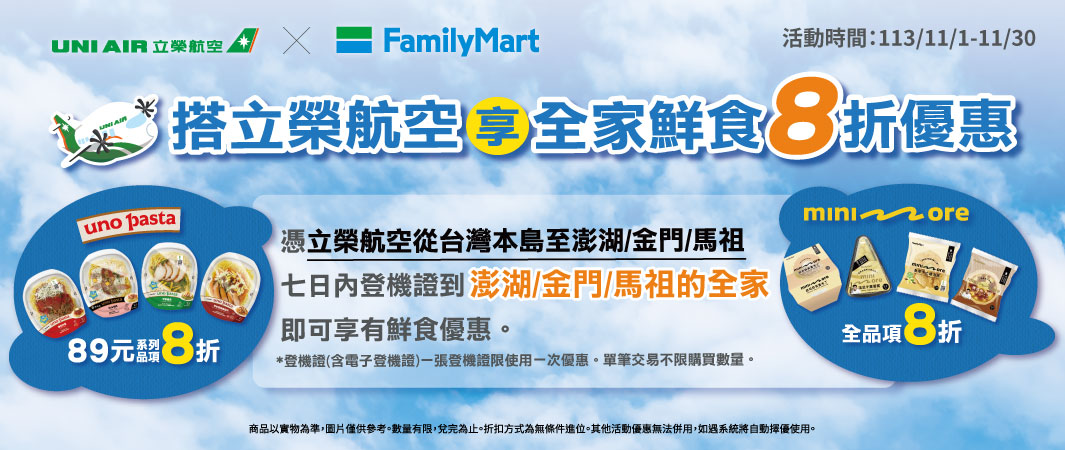 UNI AIR 立榮航空 × FamilyMart
活動時間:113/11/1-11/30
UNI AIR
搭立榮航空享全家鮮食8折優惠
uno pasta
89元系列品項8折
憑立榮航空從台灣本島至澎湖/金門/馬祖
七日內登機證到澎湖/金門/馬祖的全家
即可享有鮮食優惠。
*登機證(含電子登機證)一張登機證限使用一次優惠。單筆交易不限購買數量。
mini more
全品項8折
商品以實物為準,圖片僅供參考。數量有限,兌完為止。折扣方式為無條件進位。其他活動優惠無法併用,如遇系統將自動擇優使用。